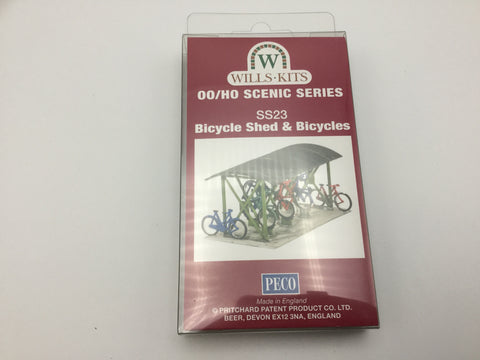 W
WILLS·KITS
OO/HO SCENIC SERIES
SS23
Bicycle Shed & Bicycles
PECO
Made in England
© PRITCHARD PATENT PRODUCT CO. LTD.
BEER, DEVON EX12 3NA, ENGLAND